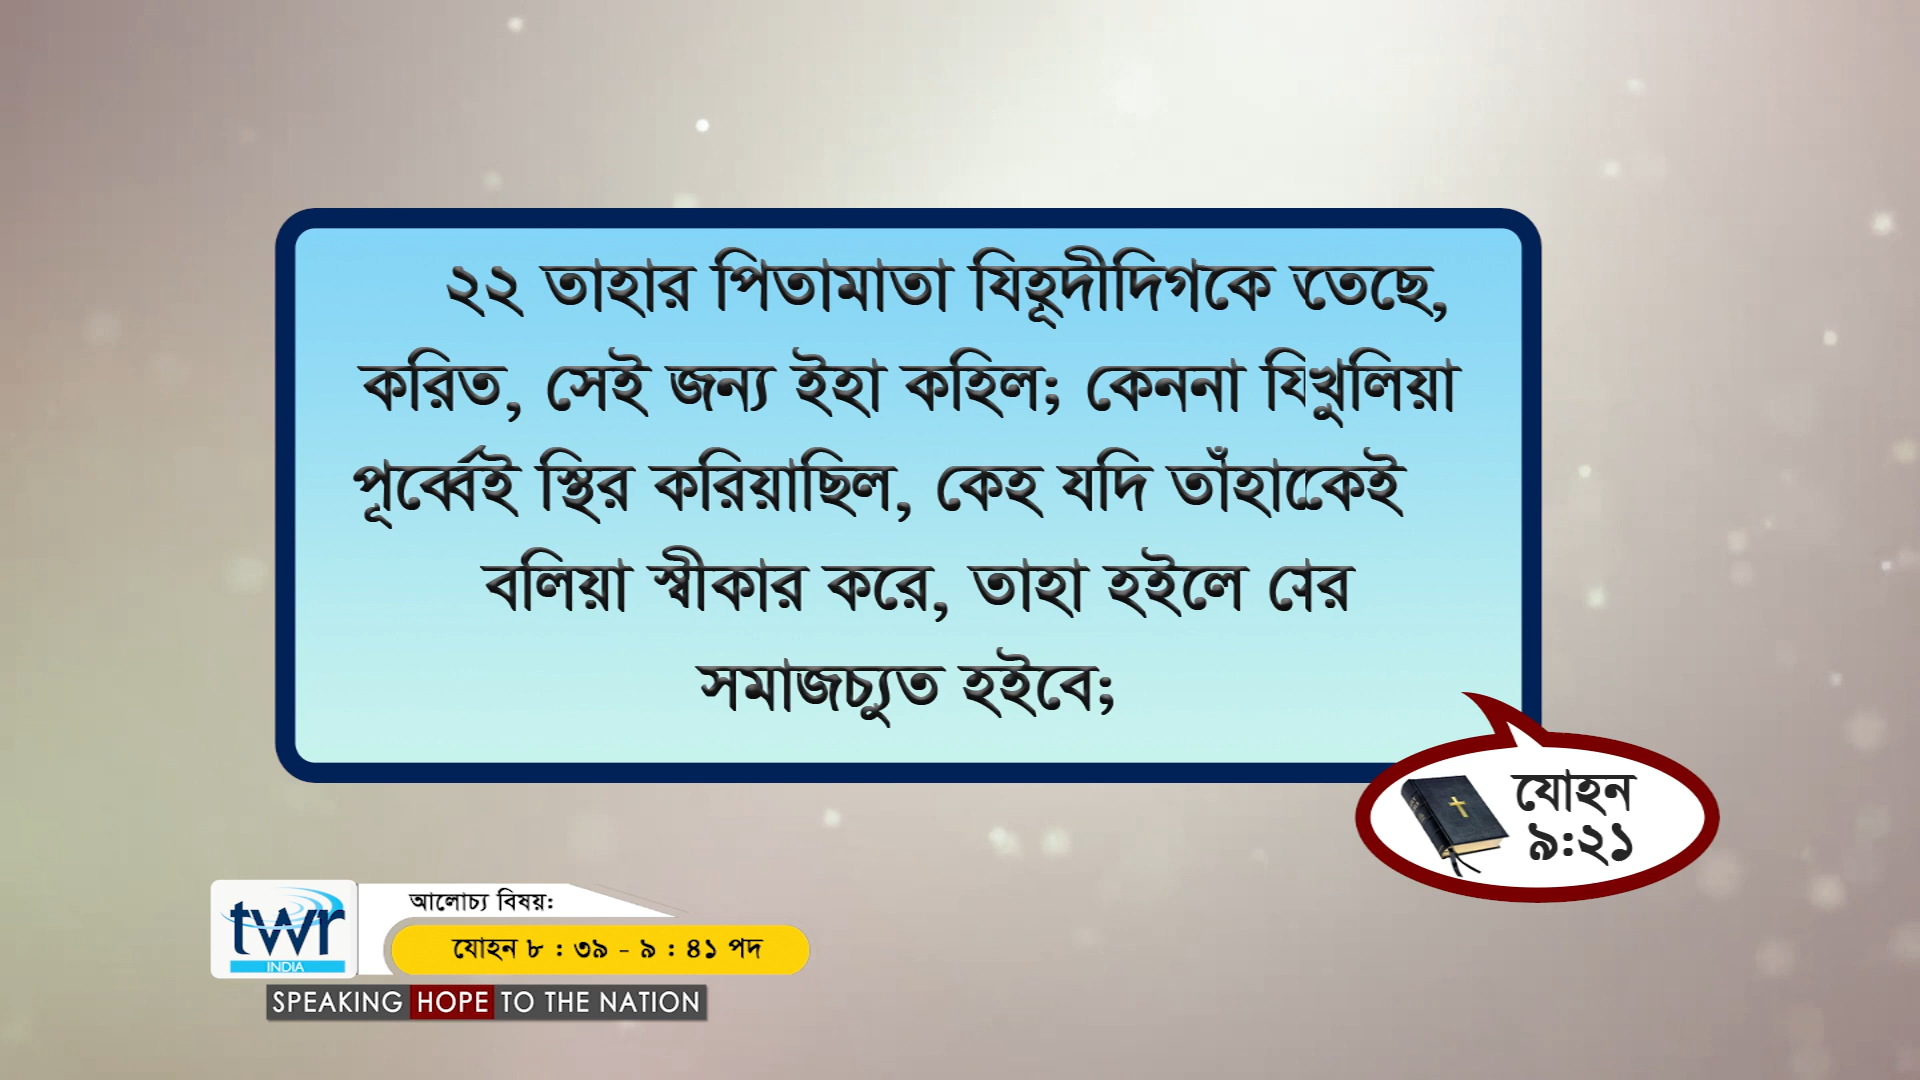 ২২ তাহার পিতামাতা যিহূদীদিগকে তেছে,
করিত, সেই জন্য ইহা কহিল; কেননা যিখুলিয়া
পূর্ব্বেই স্থির করিয়াছিল, কেহ যদি কেই
বলিয়া স্বীকার করে, তাহা হইলে
সমাজচ্যুত হইবে;
যোহন
৯:২১
twr
INDIA
আলোচ্য বিষয়:
যোহন ৮ : ৩৯ - ৯ : ৪১ পদ
SPEAKING HOPE TO THE NATION